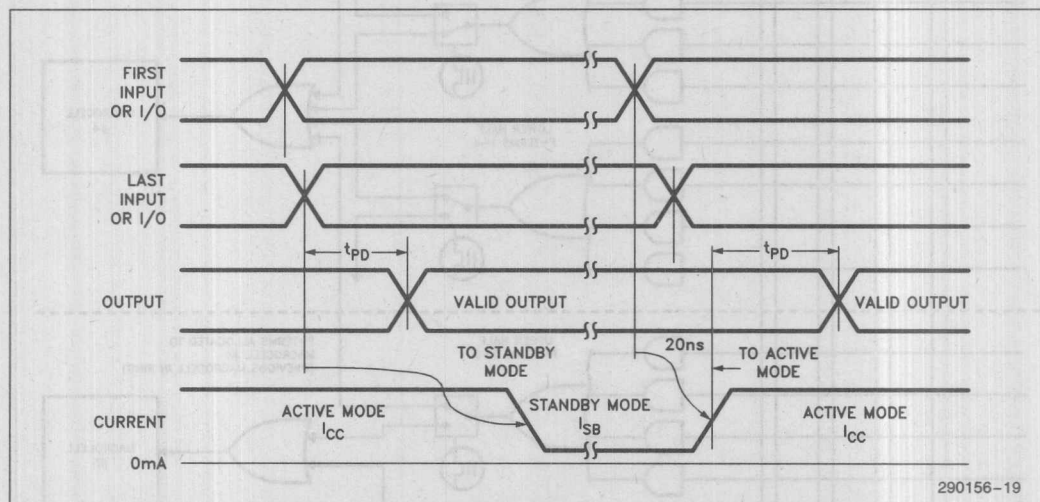 FIRST
INPUT
OR I/O
LAST
INPUT
OR I/O
tPD
tPD
OUTPUT
VALID OUTPUT
VALID OUTPUT
TO STANDBY
MODE
20ns
TO ACTIVE
MODE
CURRENT
ACTIVE MODE
ICC
STANDBY MODE
ISB
ACTIVE MODE
ICC
0mA
290156-19